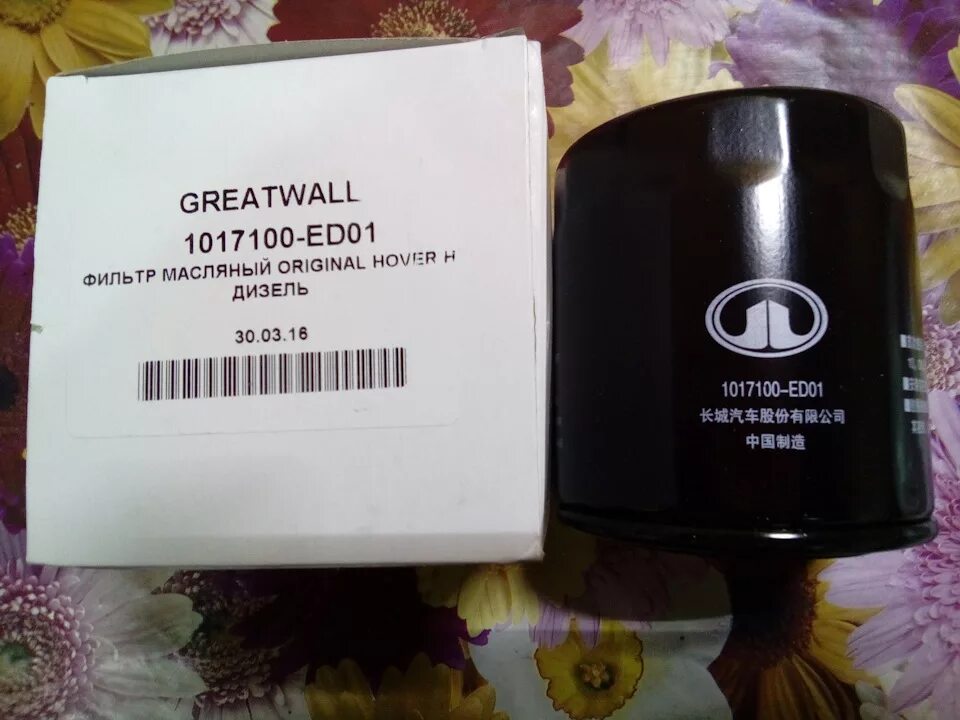 GREATWALL
1017100-ED01
ФИЛЬТР МАСЛЯНЫЙ ORIGINAL HOVER H
ДИЗЕЛЬ
30.03.16
1017100-ED01
长城汽车股份有限公司
中国制造